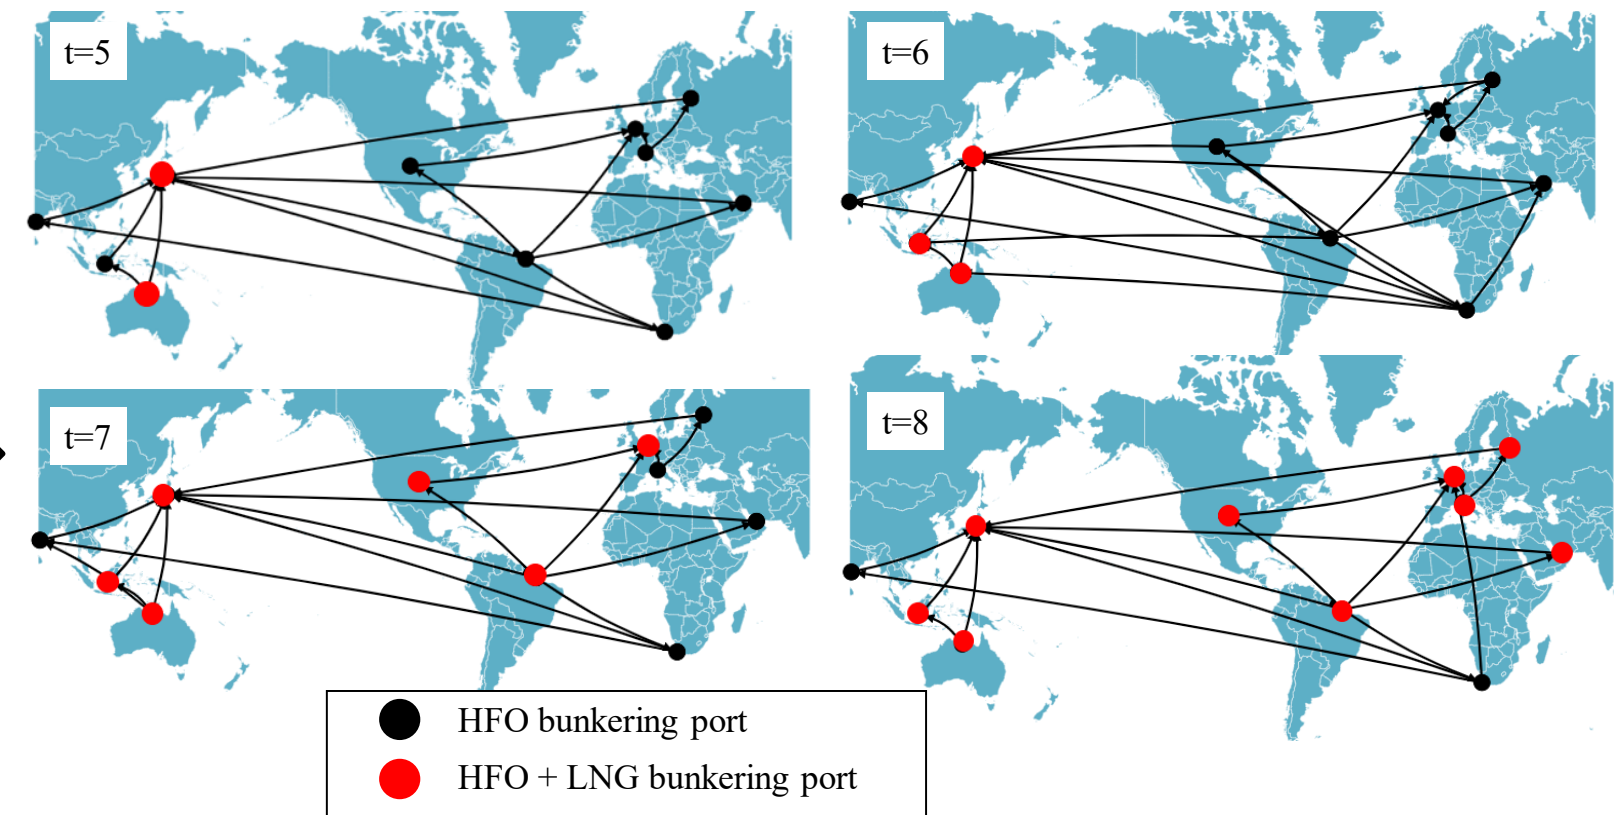 t=5
t=6
t=7
t=8
HFO bunkering port
HFO + LNG bunkering port